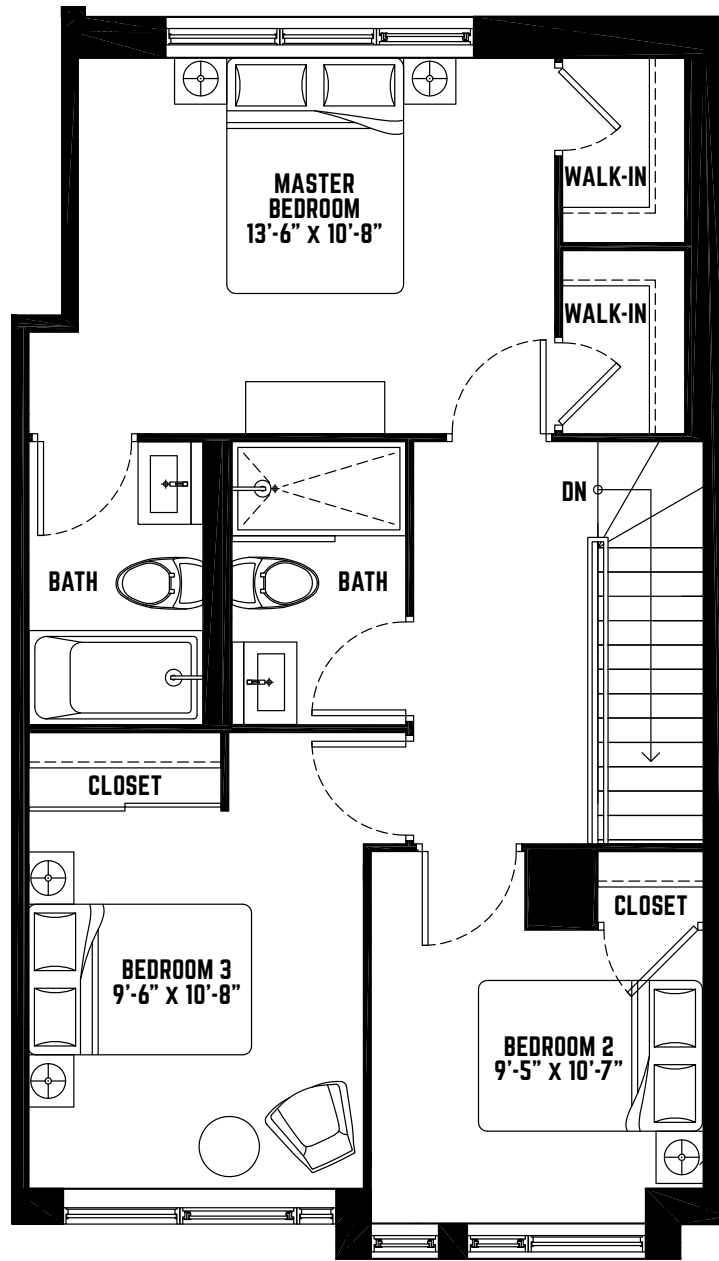 MASTER
BEDROOM
13'-6" X 10'-8"
WALK-IN
WALK-IN
DN
BATH
BATH
CLOSET
CLOSET
BEDROOM 3
9'-6" X 10'-8"
BEDROOM 2
9'-5" X 10'-7"